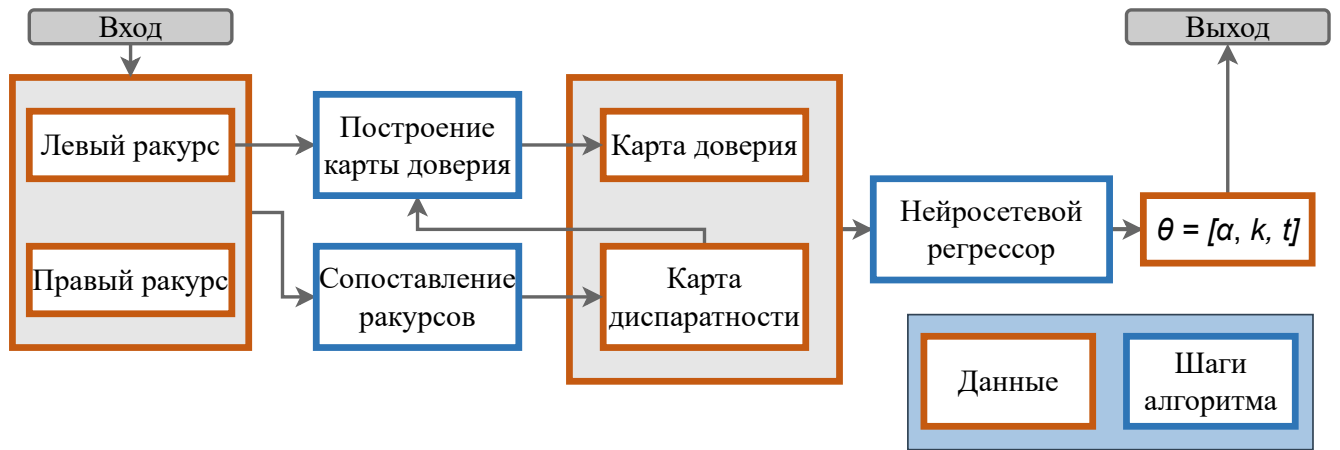 Вход
Выход
Левый ракурс
Правый ракурс
Построение
карты доверия
Сопоставление
ракурсов
Карта доверия
Карта
диспаратности
Нейросетевой
регрессор
θ = [α, k, t]
Данные
Шаги
алгоритма